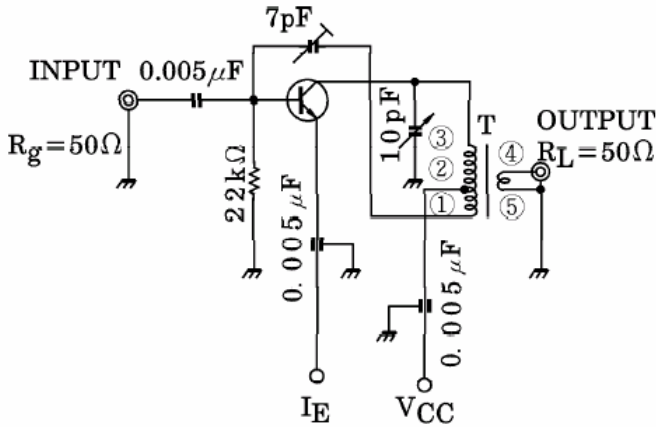 7pF
INPUT
0.005μF
Rg=50Ω
22kΩ
0.005μF
10pF
③
②
①
T
④
⑤
OUTPUT
RL=50Ω
0.005μF
IE
VCC